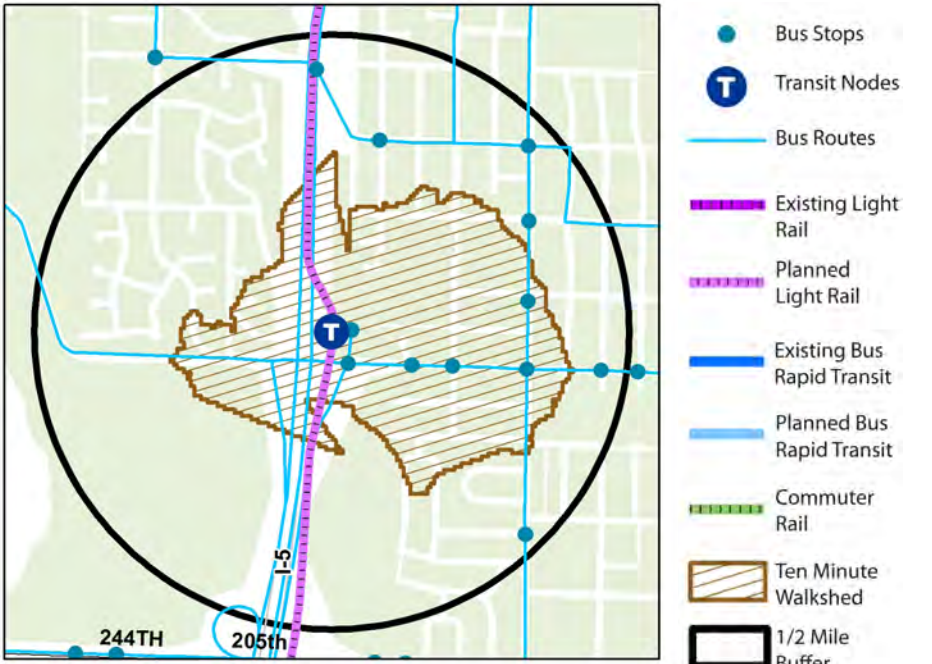 Bus Stops
T
Transit Nodes
Bus Routes
Existing Light
Rail
Planned
Light Rail
Existing Bus
Rapid Transit
Planned Bus
Rapid Transit
Commuter
Rail
Ten Minute
Walkshed
1/2 Mile
Buffer
T
I-5
244TH
205th